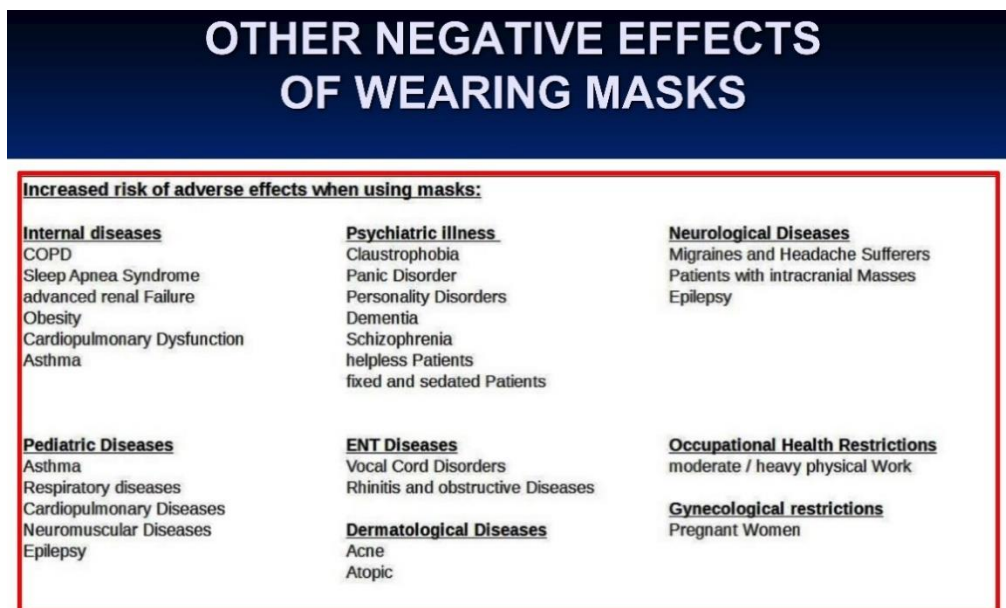 OTHER NEGATIVE EFFECTS
OF WEARING MASKS
Increased risk of adverse effects when using masks:
Internal diseases
COPD
Sleep Apnea Syndrome
advanced renal Failure
Obesity
Cardiopulmonary Dysfunction
Asthma
Psychiatric illness
Claustrophobia
Panic Disorder
Personality Disorders
Dementia
Schizophrenia
helpless Patients
fixed and sedated Patients
Neurological Diseases
Migraines and Headache Sufferers
Patients with intracranial Masses
Epilepsy
Pediatric Diseases
Asthma
Respiratory diseases
Cardiopulmonary Diseases
Neuromuscular Diseases
Epilepsy
ENT Diseases
Vocal Cord Disorders
Rhinitis and obstructive Diseases
Dermatological Diseases
Acne
Atopic
Occupational Health Restrictions
moderate / heavy physical Work
Gynecological restrictions
Pregnant Women